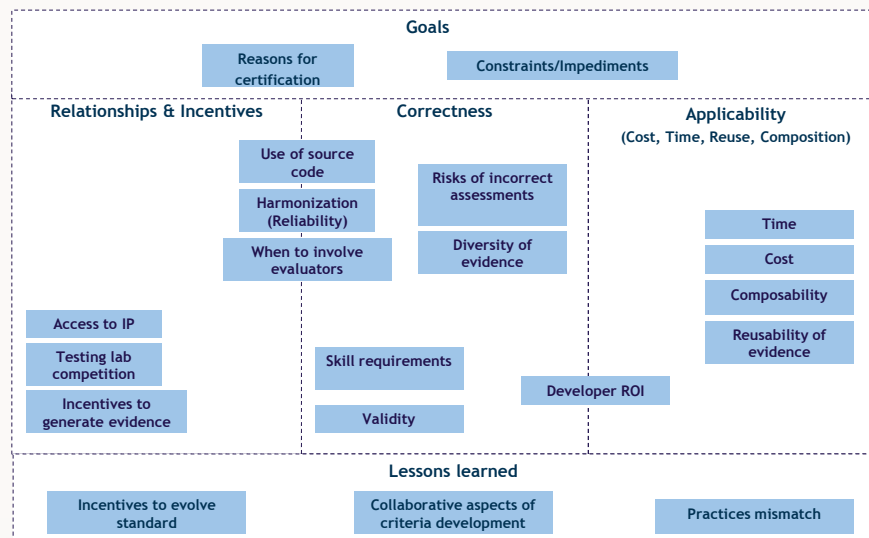 Goals
Reasons for
certification
Constraints/Impediments
Relationships & Incentives
Correctness
Applicability
(Cost, Time, Reuse, Composition)
Use of source
code
Harmonization
(Reliability)
When to involve
evaluators
Risks of incorrect
assessments
Diversity of
evidence
Time
Cost
Composability
Reusability of
evidence
Access to IP
Testing lab
competition
Incentives to
generate evidence
Skill requirements
Validity
Developer ROI
Lessons learned
Incentives to evolve
standard
Collaborative aspects of
criteria development
Practices mismatch